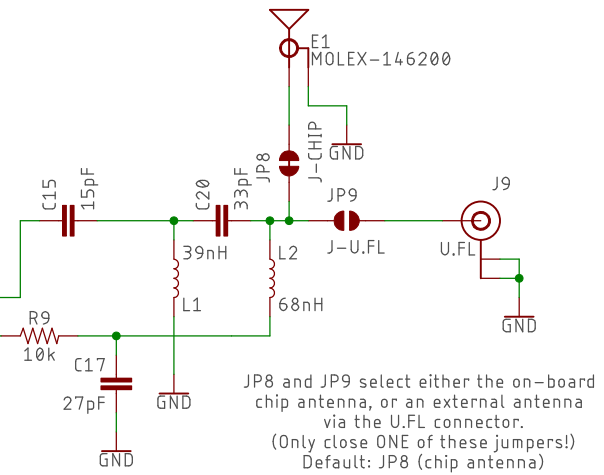 E1
MOLEX-146200
GND
JP8
J-CHIP
C15
15pF
C20
33pF
JP9
J-U.FL
J9
U.FL
GND
39nH
L1
L2
68nH
R9
10k
C17
27pF
GND
GND
JP8 and JP9 select either the on-board
chip antenna, or an external antenna
via the U.FL connector.
(Only close ONE of these jumpers!)
Default: JP8 (chip antenna)